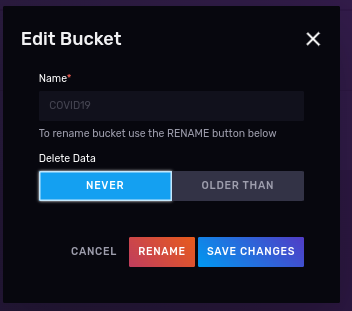 Edit Bucket
Name*
COVID19
To rename bucket use the RENAME button below
Delete Data
NEVER
OLDER THAN
CANCEL
RENAME
SAVE CHANGES